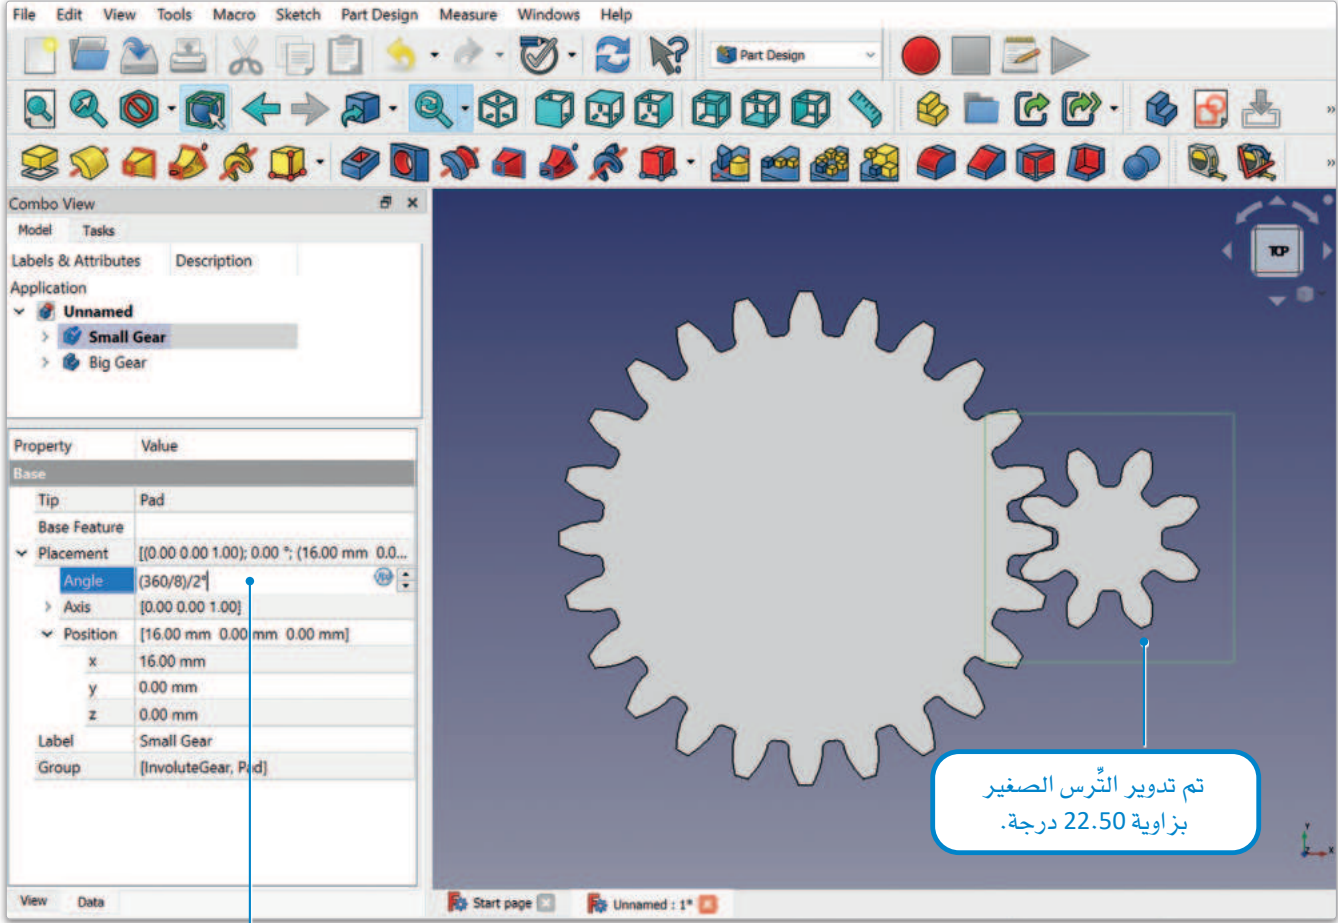 File Edit View Tools Macro Sketch Part Design Measure Windows Help
Part Design
Combo View
Model Tasks
Labels & Attributes Description
Application
Unnamed
Small Gear
Big Gear
Property Value
Base
Tip Pad
Base Feature
Placement [(0.00 0.00 1.00); 0.00 °; (16.00 mm 0.0...
Angle (360/8)/2°
Axis [0.00 0.00 1.00]
Position [16.00 mm 0.00 mm 0.00 mm]
x 16.00 mm
y 0.00 mm
z 0.00 mm
Label Small Gear
Group [InvoluteGear, Pad]
View Data
TOP
تم تدوير التِّرس الصغير
بزاوية 22.50 درجة.
Y
Z X
Start page Unnamed : 1*